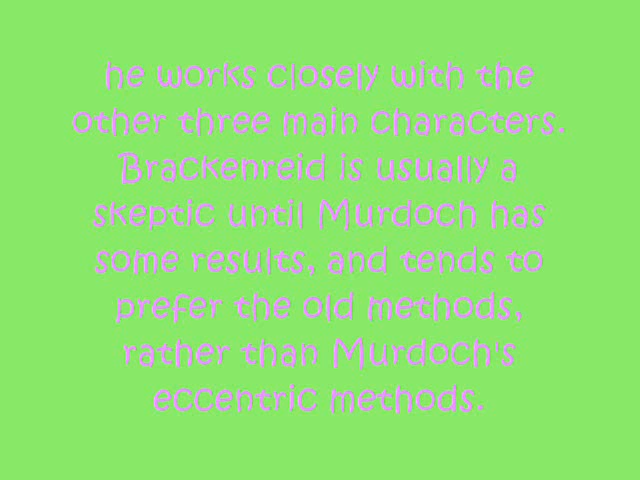 he works closely with the
other three main characters.
Brackenreid is usually a
skeptic until Murdoch has
some results, and tends to
prefer the old methods,
rather than Murdoch's
eccentric methods.